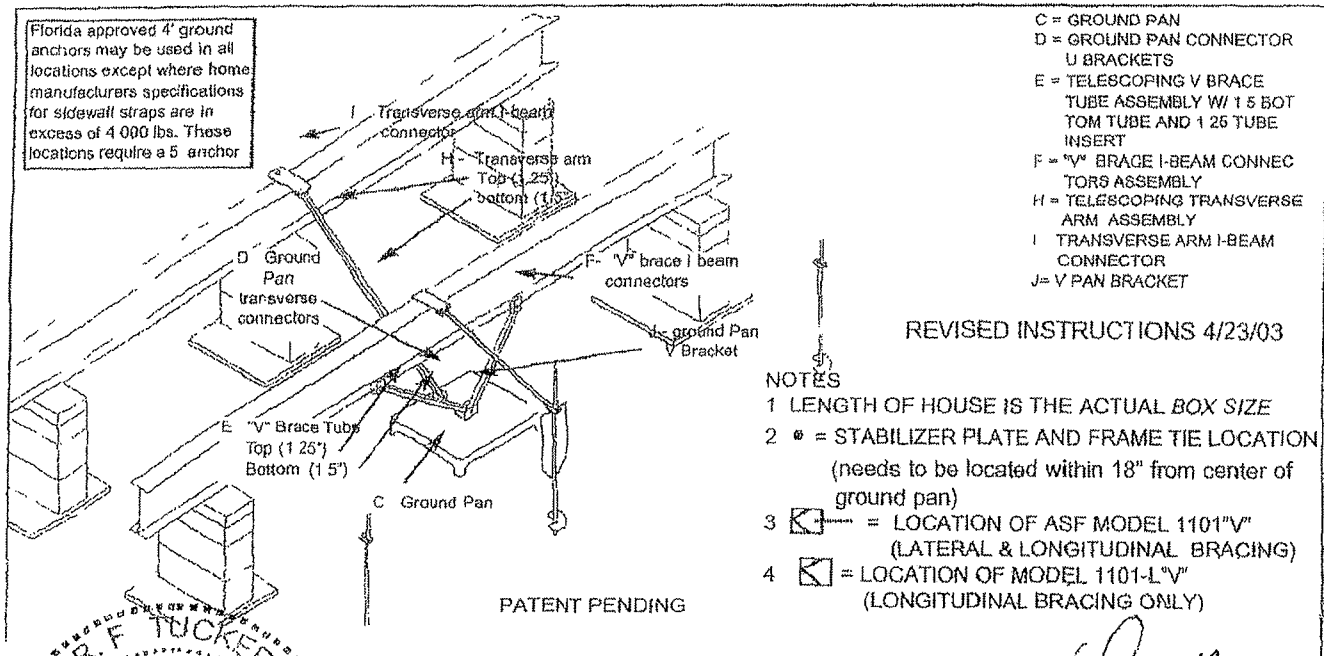 Florida approved 4' ground
anchors may be used in all
locations except where home
manufacturers specifications
for sidewall straps are in
excess of 4 000 lbs. These
locations require a 5 anchor
I Transverse arm I-beam
connector
H - Transverse arm
Top (1.25")
bottom (1.5")
D Ground
Pan
transverse
connectors
F- "V" brace I beam
connectors
J- ground Pan
V Bracket
E "V" Brace Tube
Top (1 25")
Bottom (1 5")
C Ground Pan
PATENT PENDING
C = GROUND PAN
D = GROUND PAN CONNECTOR
U BRACKETS
E = TELESCOPING V BRACE
TUBE ASSEMBLY W/ 1 5 BOT
TOM TUBE AND 1 25 TUBE
INSERT
F = "V" BRACE I-BEAM CONNEC
TORS ASSEMBLY
H = TELESCOPING TRANSVERSE
ARM ASSEMBLY
I TRANSVERSE ARM I-BEAM
CONNECTOR
J= V PAN BRACKET
REVISED INSTRUCTIONS 4/23/03
NOTES
1 LENGTH OF HOUSE IS THE ACTUAL BOX SIZE
2 = STABILIZER PLATE AND FRAME TIE LOCATION
(needs to be located within 18" from center of
ground pan)
3 = LOCATION OF ASF MODEL 1101"V"
(LATERAL & LONGITUDINAL BRACING)
4 = LOCATION OF MODEL 1101-L"V"
(LONGITUDINAL BRACING ONLY)
F. TUCKER